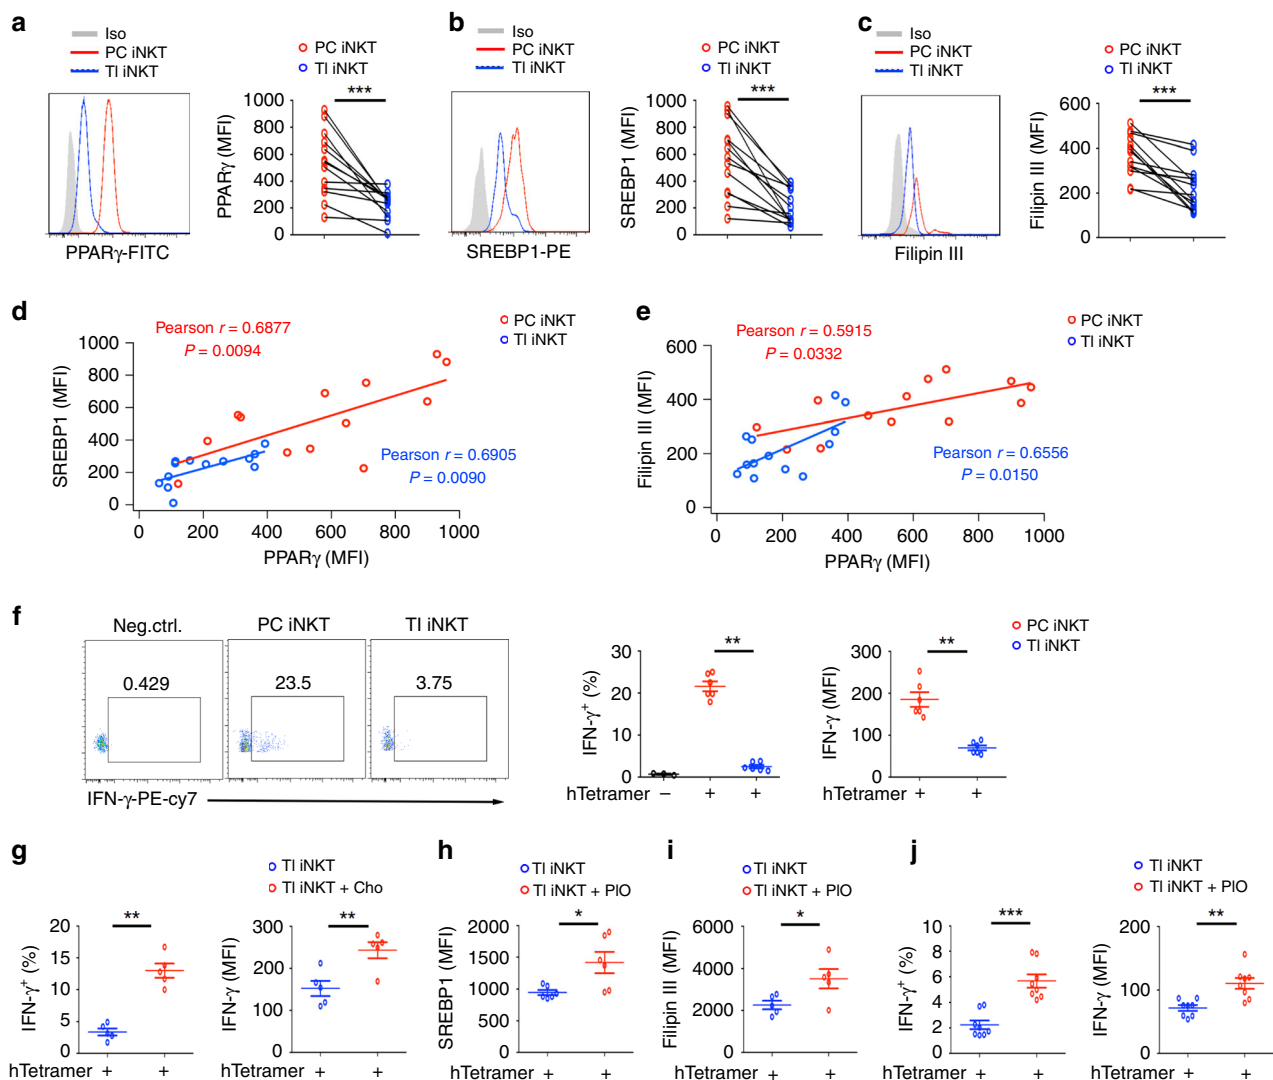 a
Iso
PC iNKT
TI iNKT
PC iNKT
TI iNKT
***
PPARγ (MFI)
1000
800
600
400
200
0
PPARγ-FITC
b
Iso
PC iNKT
TI iNKT
PC iNKT
TI iNKT
***
SREBP1 (MFI)
1000
800
600
400
200
0
SREBP1-PE
c
Iso
PC iNKT
TI iNKT
PC iNKT
TI iNKT
***
Filipin III (MFI)
600
400
200
0
Filipin III
d
Pearson r = 0.6877
P = 0.0094
PC iNKT
TI iNKT
SREBP1 (MFI)
1000
800
600
400
200
0
Pearson r = 0.6905
P = 0.0090
0 200 400 600 800 1000
PPARγ (MFI)
e
Pearson r = 0.5915
P = 0.0332
PC iNKT
TI iNKT
Filipin III (MFI)
600
400
200
0
Pearson r = 0.6556
P = 0.0150
0 200 400 600 800 1000
PPARγ (MFI)
f
Neg.ctrl. PC iNKT TI iNKT
0.429 23.5 3.75
IFN-γ-PE-cy7
IFN-γ+ (%)
30
20
10
0
**
hTetramer − + +
IFN-γ (MFI)
300
200
100
0
**
hTetramer + +
PC iNKT
TI iNKT
g
TI iNKT
TI iNKT + Cho
IFN-γ+ (%)
20
15
10
5
0
**
hTetramer + +
IFN-γ (MFI)
300
200
100
0
**
+ +
h
TI iNKT
TI iNKT + PIO
SREBP1 (MFI)
2000
1500
1000
500
0
*
hTetramer + +
i
TI iNKT
TI iNKT + PIO
Filipin III (MFI)
6000
4000
2000
0
*
+ +
j
TI iNKT
TI iNKT + PIO
IFN-γ+ (%)
10
8
6
4
2
0
***
hTetramer + +
IFN-γ (MFI)
200
100
0
**
+ +